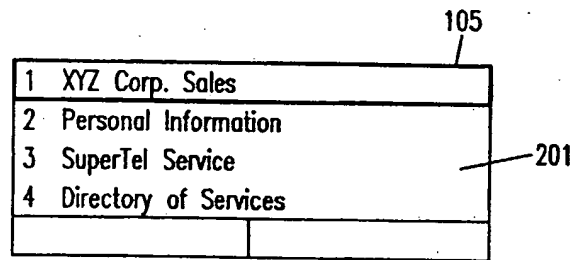 105
1 XYZ Corp. Sales
2 Personal Information
3 SuperTel Service
201
4 Directory of Services